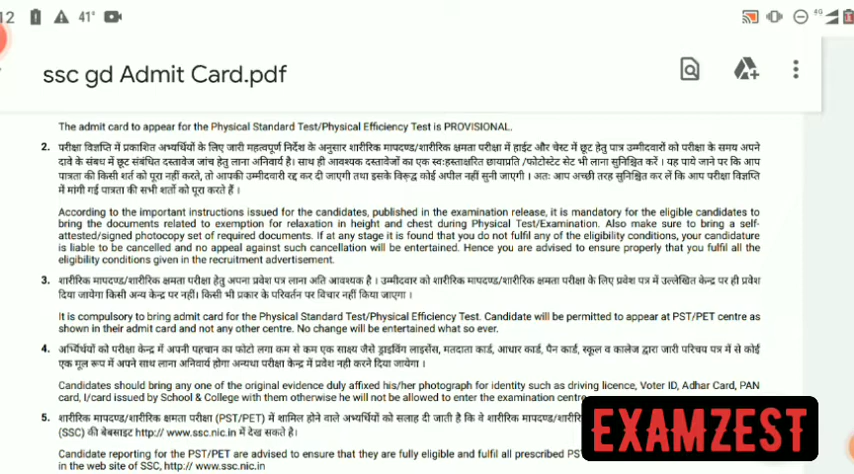 12 41° 4G
ssc gd Admit Card.pdf
The admit card to appear for the Physical Standard Test/Physical Efficiency Test is PROVISIONAL.
2. परीक्षा विज्ञप्ति में प्रकाशित अभ्यर्थियों के लिए जारी महत्वपूर्ण निर्देश के अनुसार शारीरिक मापदण्ड/शारीरिक क्षमता परीक्षा में हाईट और चेस्ट में छूट हेतु पात्र उम्मीदवारों को परीक्षा के समय अपने
दावे के संबध में छूट संबंधित दस्तावेज जांच हेतु लाना अनिवार्य है। साथ ही आवश्यक दस्तावेजों का एक स्वःहस्ताक्षरित छायाप्रति /फोटोस्टेट सेट भी लाना सुनिश्चित करें । यह पाये जाने पर कि आप
पात्रता की किसी शर्त को पूरा नहीं करते, तो आपकी उम्मीदवारी रद्द कर दी जाएगी तथा इसके विरूद्व कोई अपील नहीं सुनी जाएगी । अतः आप अच्छी तरह सुनिश्चित कर लें कि आप परीक्षा विज्ञप्ति
में मांगी गई पात्रता की सभी शर्तो को पूरा करते हैं ।
According to the important instructions issued for the candidates, published in the examination release, it is mandatory for the eligible candidates to
bring the documents related to exemption for relaxation in height and chest during Physical Test/Examination. Also make sure to bring a self-
attested/signed photocopy set of required documents. If at any stage it is found that you do not fulfil any of the eligibility conditions, your candidature
is liable to be cancelled and no appeal against such cancellation will be entertained. Hence you are advised to ensure properly that you fulfil all the
eligibility conditions given in the recruitment advertisement.
3. शारीरिक मापदण्ड/शारीरिक क्षमता परीक्षा हेतु अपना प्रवेश पत्र लाना अति आवश्यक है । उम्मीदवार को शारीरिक मापदण्ड/शारीरिक क्षमता परीक्षा के लिए प्रवेश पत्र में उल्लेखित केन्द्र पर ही प्रवेश
दिया जायेगा किसी अन्य केन्द्र पर नहीं। किसी भी प्रकार के परिवर्तन पर विचार नहीं किया जाएगा ।
It is compulsory to bring admit card for the Physical Standard Test/Physical Efficiency Test. Candidate will be permitted to appear at PST/PET centre as
shown in their admit card and not any other centre. No change will be entertained what so ever.
4. अर्भ्यिर्थयों को परीक्षा केन्द्र में अपनी पहचान का फोटो लगा कम से कम एक साक्ष्य जैसे ड्राईविंग लाइसेंस, मतदाता कार्ड, आधार कार्ड, पैन कार्ड, स्कूल व कालेज द्वारा जारी परिचय पत्र में से कोई
एक मूल रूप में अपने साथ लाना अनिवार्य होगा अन्यथा परीक्षा केन्द्र में प्रवेश नही करने दिया जायेगा ।
Candidates should bring any one of the original evidence duly affixed his/her photograph for identity such as driving licence, Voter ID, Adhar Card, PAN
card, I/card issued by School & College with them otherwise he will not be allowed to enter the examination centre
5. शारीरिक मापदण्ड/शारीरिक क्षमता परीक्षा (PST/PET) में शामिल होने वाले अभ्यर्थियों को सलाह दी जाती है कि वे शारीरिक मापदण्ड/शारीरि
(SSC) की बेबसाइट http:// www.ssc.nic.in में देख सकते है।
EXAMZEST
Candidate reporting for the PST/PET are advised to ensure that they are fully eligible and fulfil all prescribed PS
in the web site of SSC, http:// www.ssc.nic.in